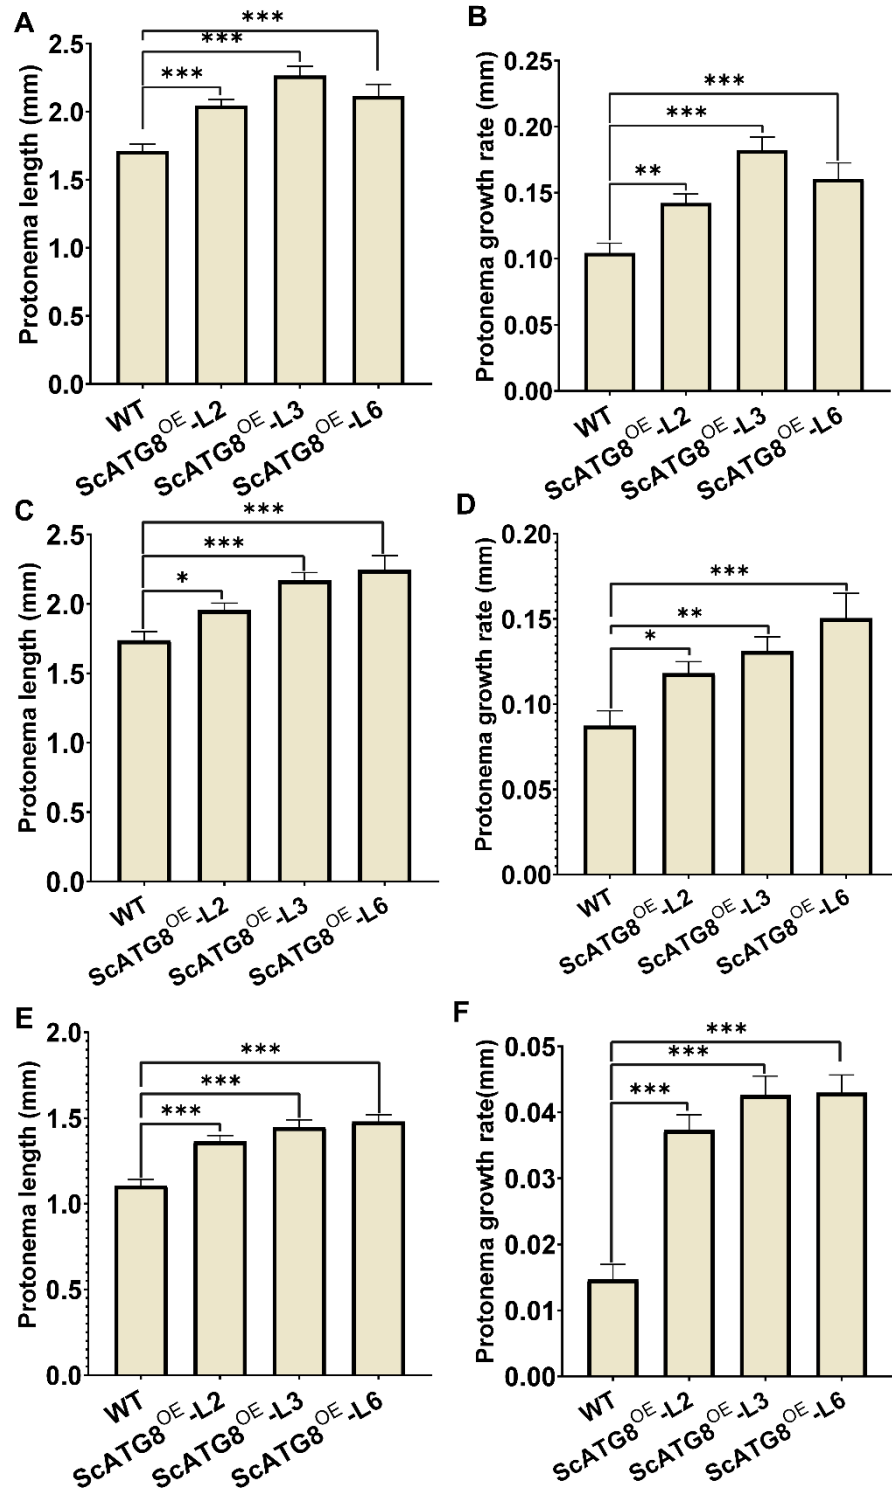 A
Protonema length (mm)
2.5
2.0
1.5
1.0
0.5
0.0
***
***
***
WT
ScATG8OE-L2
ScATG8OE-L3
ScATG8OE-L6
B
Protonema growth rate (mm)
0.25
0.20
0.15
0.10
0.05
0.00
***
***
**
WT
ScATG8OE-L2
ScATG8OE-L3
ScATG8OE-L6
C
Protonema length (mm)
2.5
2.0
1.5
1.0
0.5
0.0
***
***
*
WT
ScATG8OE-L2
ScATG8OE-L3
ScATG8OE-L6
D
Protonema growth rate (mm)
0.20
0.15
0.10
0.05
0.00
***
**
*
WT
ScATG8OE-L2
ScATG8OE-L3
ScATG8OE-L6
E
Protonema length (mm)
2.0
1.5
1.0
0.5
0.0
***
***
***
WT
ScATG8OE-L2
ScATG8OE-L3
ScATG8OE-L6
F
Protonema growth rate(mm)
0.05
0.04
0.03
0.02
0.01
0.00
***
***
***
WT
ScATG8OE-L2
ScATG8OE-L3
ScATG8OE-L6